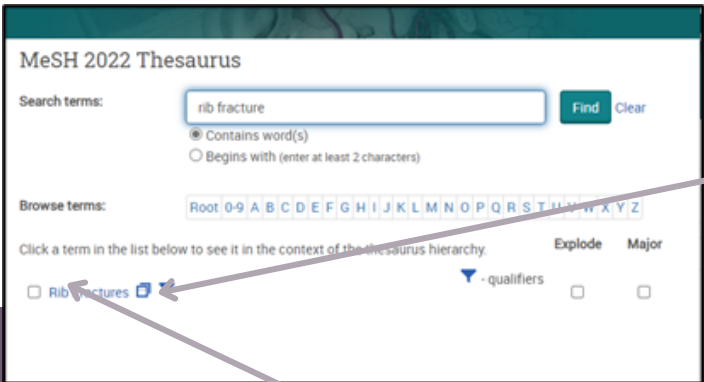 MeSH 2022 Thesaurus
Search terms: rib fracture Find Clear
Contains word(s)
Begins with (enter at least 2 characters)
Browse terms: Root 0-9 A B C D E F G H I J K L M N O P Q R S T U V W X Y Z
Click a term in the list below to see it in the context of the thesaurus hierarchy. Explode Major
Rib Fractures - qualifiers